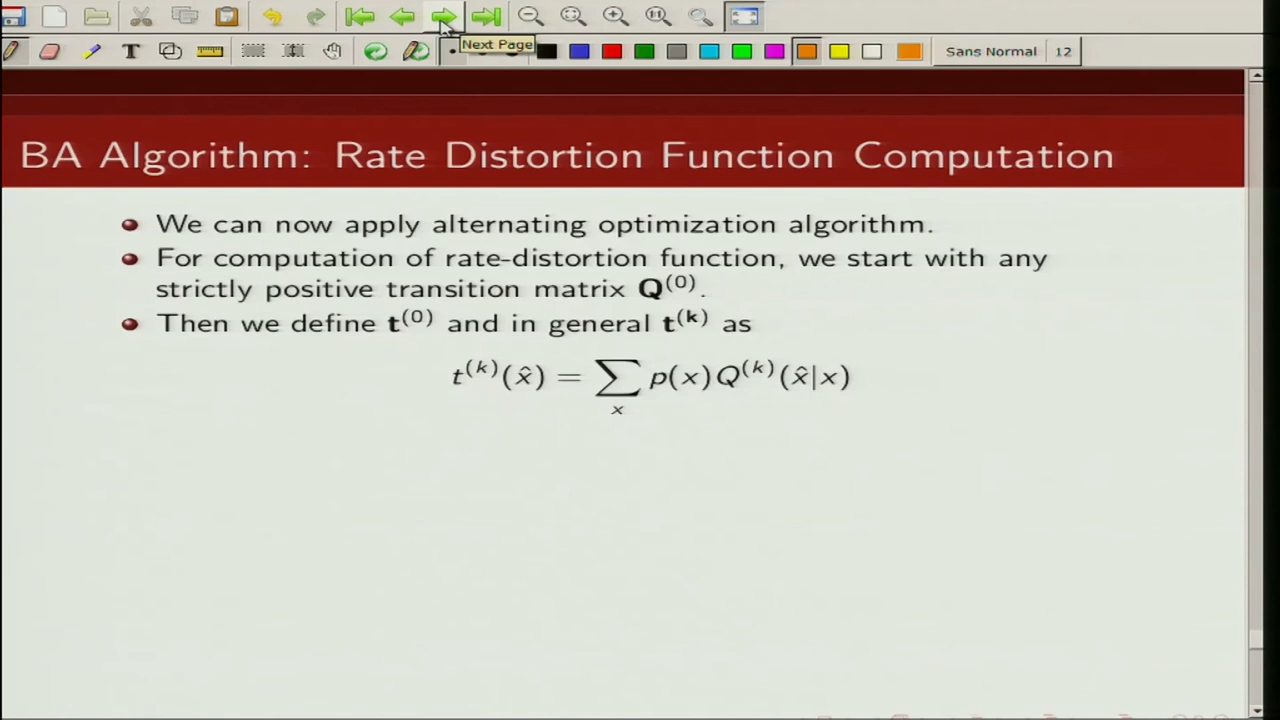 Next Page
Sans Normal 12
BA Algorithm: Rate Distortion Function Computation
We can now apply alternating optimization algorithm.
For computation of rate-distortion function, we start with any
strictly positive transition matrix Q^(0).
Then we define t^(0) and in general t^(k) as
t^(k)(x̂) = ∑_x p(x)Q^(k)(x̂|x)